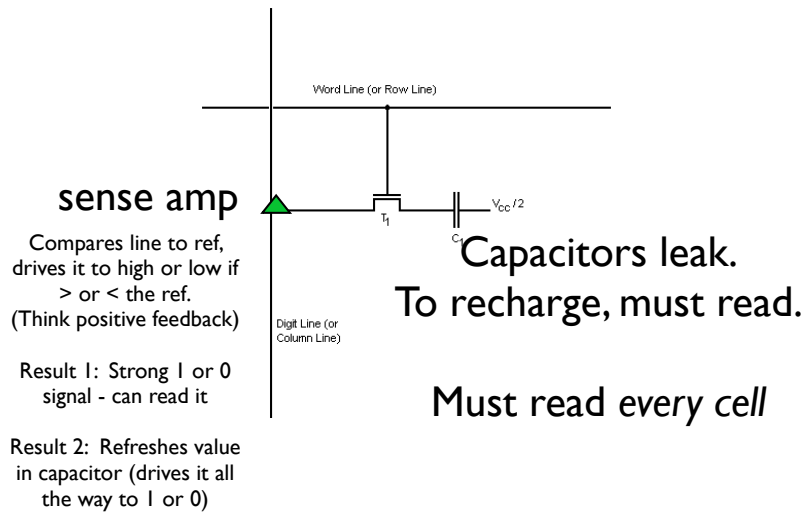 Word Line (or Row Line)
sense amp
Compares line to ref,
drives it to high or low if
> or < the ref.
(Think positive feedback)
Result 1: Strong 1 or 0
signal - can read it
Result 2: Refreshes value
in capacitor (drives it all
the way to 1 or 0)
T1
VCC/2
C1
Digit Line (or
Column Line)
Capacitors leak.
To recharge, must read.
Must read every cell